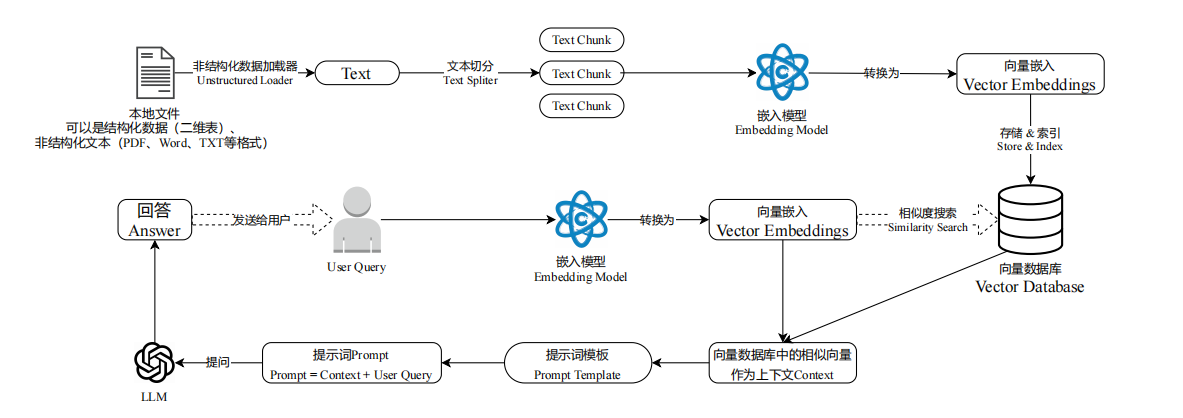 Text Chunk
非结构化数据加载器
Unstructured Loader
Text
文本切分
Text Spliter
Text Chunk
转换为
向量嵌入
Vector Embeddings
Text Chunk
本地文件
可以是结构化数据（二维表）、
非结构化文本（PDF、Word、TXT等格式）
嵌入模型
Embedding Model
存储 & 索引
Store & Index
回答
Answer
发送给用户
User Query
转换为
嵌入模型
Embedding Model
向量嵌入
Vector Embeddings
相似度搜索
Similarity Search
向量数据库
Vector Database
LLM
提问
提示词Prompt
Prompt = Context + User Query
提示词模板
Prompt Template
向量数据库中的相似向量
作为上下文Context